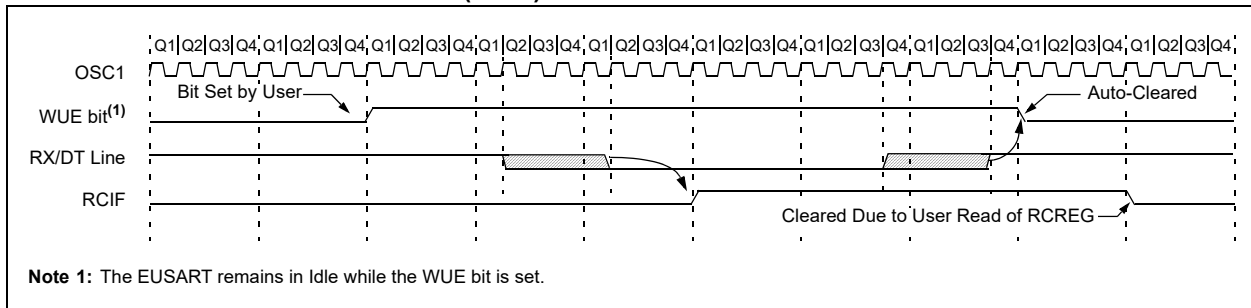 Q1 Q2 Q3 Q4 Q1 Q2 Q3 Q4 Q1 Q2 Q3 Q4 Q1 Q2 Q3 Q4 Q1 Q2 Q3 Q4 Q1 Q2 Q3 Q4 Q1 Q2 Q3 Q4 Q1 Q2 Q3 Q4 Q1 Q2 Q3 Q4 Q1 Q2 Q3 Q4
OSC1
Bit Set by User
Auto-Cleared
WUE bit(1)
RX/DT Line
RCIF
Cleared Due to User Read of RCREG
Note 1: The EUSART remains in Idle while the WUE bit is set.